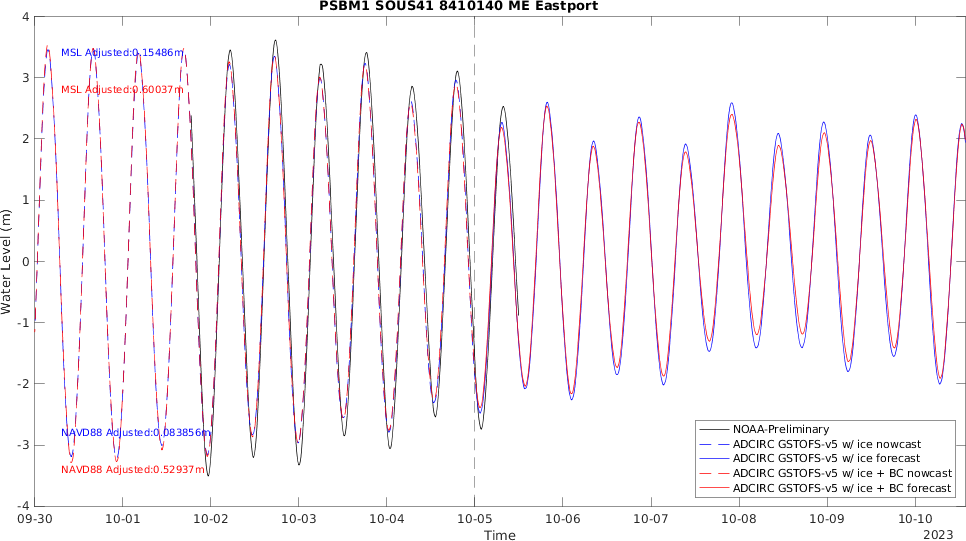 PSBM1 SOUS41 8410140 ME Eastport
4
3
2
1
0
-1
-2
-3
-4
Water Level (m)
MSL Adjusted:0.15486m
MSL Adjusted:0.60037m
NAVD88 Adjusted:0.083856m
NAVD88 Adjusted:0.52937m
NOAA-Preliminary
ADCIRC GSTOFS-v5 w/ ice nowcast
ADCIRC GSTOFS-v5 w/ ice forecast
ADCIRC GSTOFS-v5 w/ ice + BC nowcast
ADCIRC GSTOFS-v5 w/ ice + BC forecast
09-30 10-01 10-02 10-03 10-04 10-05 10-06 10-07 10-08 10-09 10-10
Time
2023